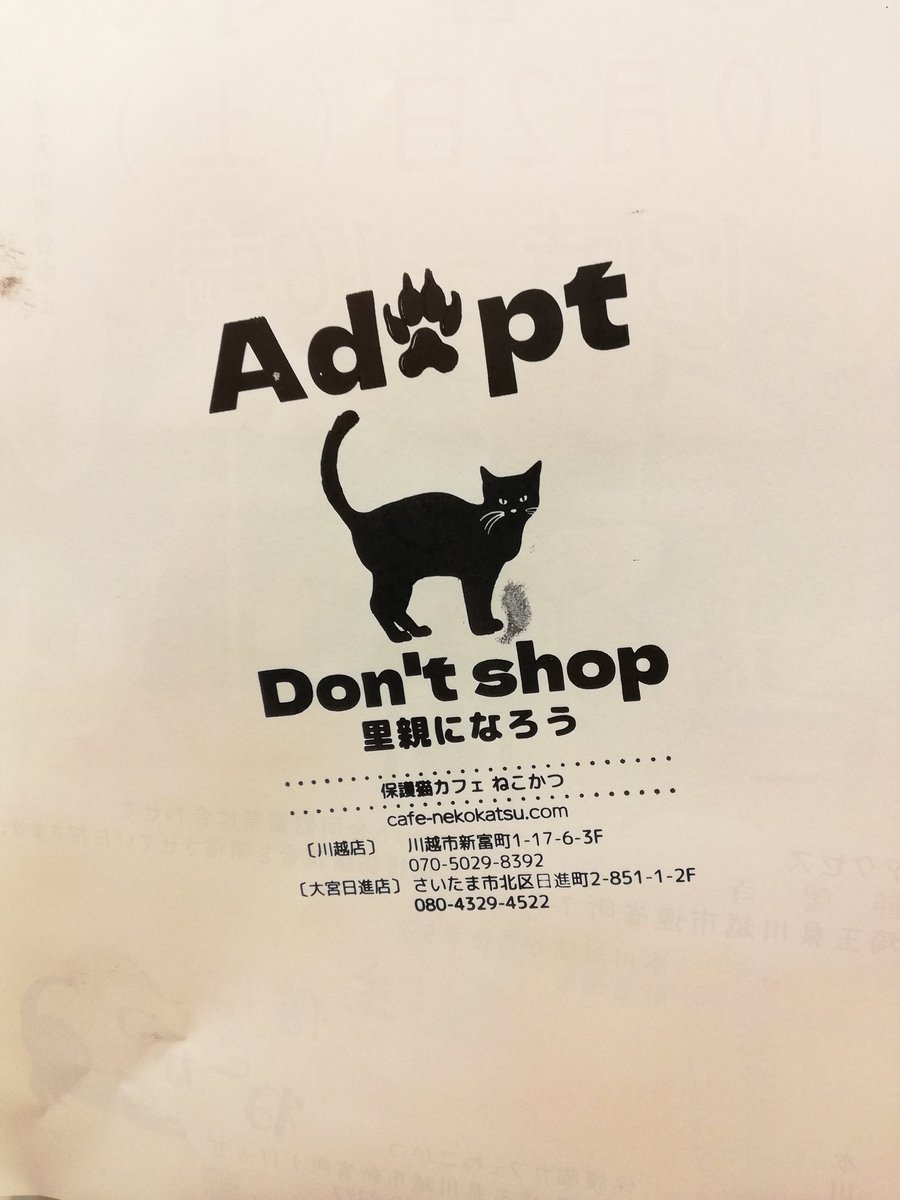 Adopt
Don't shop
里親になろう
保護猫カフェ ねこかつ
cafe-nekokatsu.com
〔川越店〕 川越市新富町1-17-6-3F
070-5029-8392
〔大宮日進店〕 さいたま市北区日進町2-851-1-2F
080-4329-4522